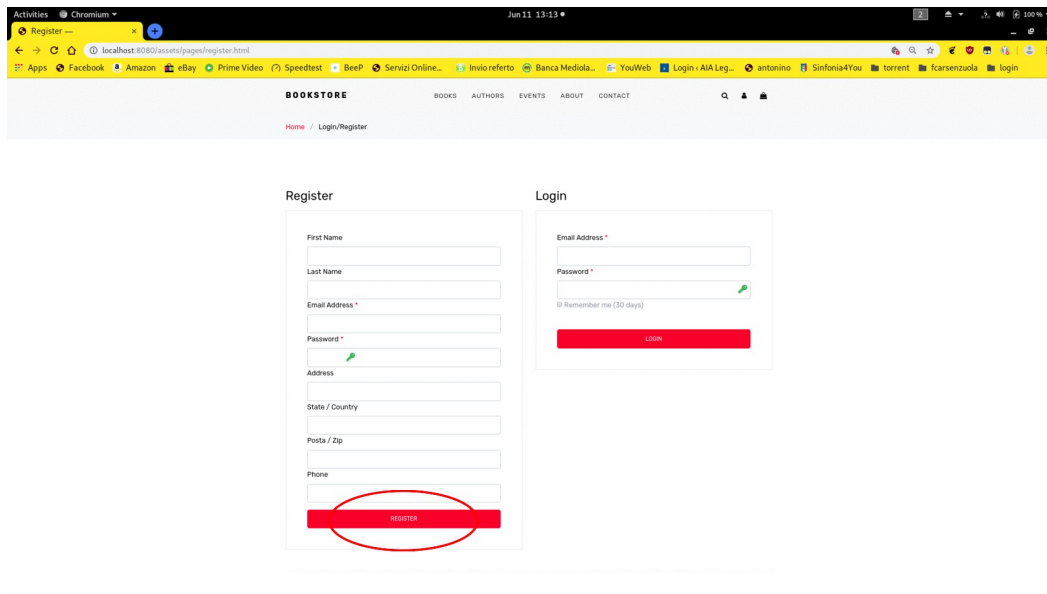 Activities Chromium Jun 11 13:13 2 100 %
Register —
localhost:8080/assets/pages/register.html
Apps Facebook Amazon eBay Prime Video Speedtest BeeP Servizi Online... Invio referto Banca Mediola... YouWeb Login ‹ AIA Leg... antonino Sinfonia4You torrent fcarsenzuola login
BOOKSTORE BOOKS AUTHORS EVENTS ABOUT CONTACT
Home / Login/Register
Register
First Name
Last Name
Email Address *
Password *
Address
State / Country
Posta / Zip
Phone
REGISTER
Login
Email Address *
Password *
Remember me (30 days)
LOGIN